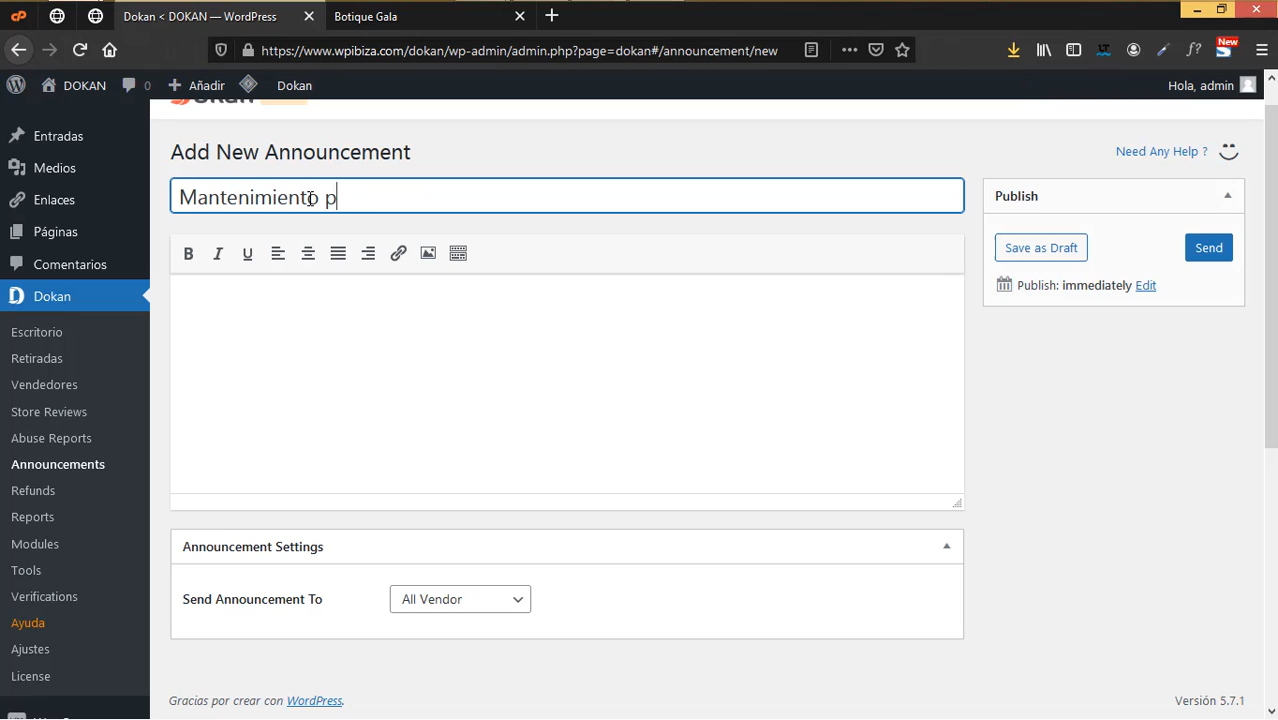 Dokan < DOKAN — WordPress
Botique Gala
https://www.wpibiza.com/dokan/wp-admin/admin.php?page=dokan#/announcement/new
New
DOKAN
0
Añadir
Dokan
Hola, admin
Entradas
Medios
Enlaces
Páginas
Comentarios
Dokan
Escritorio
Retiradas
Vendedores
Store Reviews
Abuse Reports
Announcements
Refunds
Reports
Modules
Tools
Verifications
Ayuda
Ajustes
License
Add New Announcement
Need Any Help ?
Mantenimiento p
B I U
Publish
Save as Draft
Send
Publish: immediately Edit
Announcement Settings
Send Announcement To
All Vendor
Gracias por crear con WordPress.
Versión 5.7.1